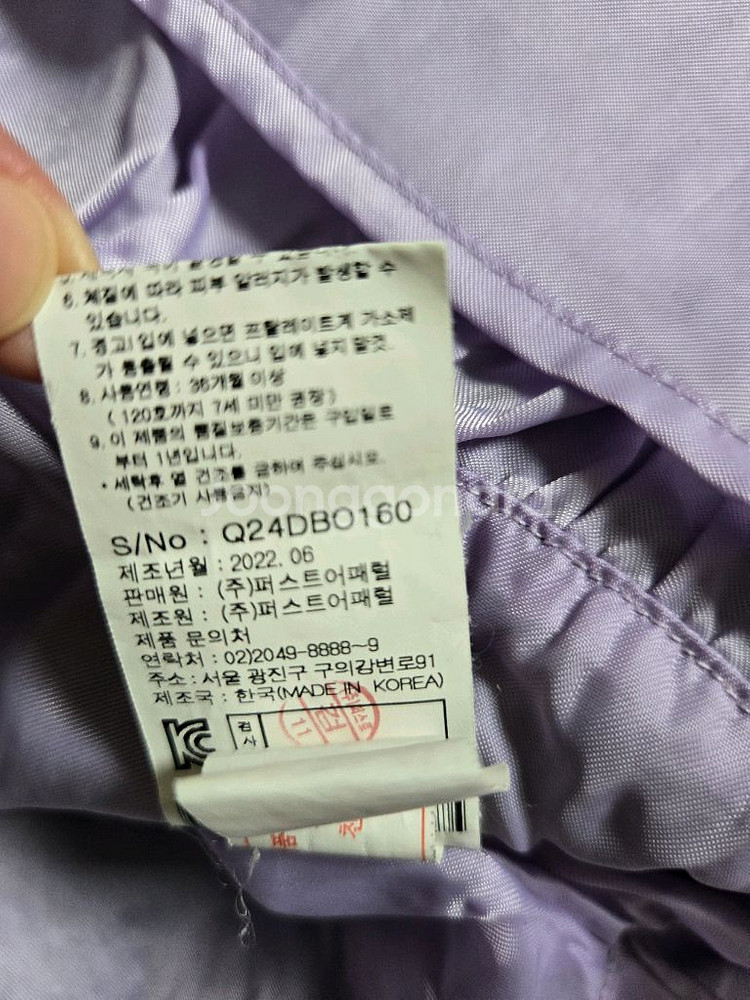 6. 체질에 따라 피부 알러지가 발생할 수
있습니다.
7. 경고! 입에 넣으면 프탈레이트계 가소제
가 용출될 수 있으니 입에 넣지 말것.
8. 사용연령 : 36개월 이상
(120호까지 7세 미만 권장)
9. 이 제품의 품질보증기간은 구입일로
부터 1년입니다.
• 세탁후 열 건조를 금하여 주십시오.
(건조기 사용금지)
soonggongna
S/No : Q24DBO160
제조년월 : 2022. 06
판매원 : (주)퍼스트어패럴
제조원 : (주)퍼스트어패럴
제품 문의처
연락처 : 02)2049-8888~9
주소 : 서울 광진구 구의강변로91
제조국 : 한국(MADE IN KOREA)
KC
검사
11 검